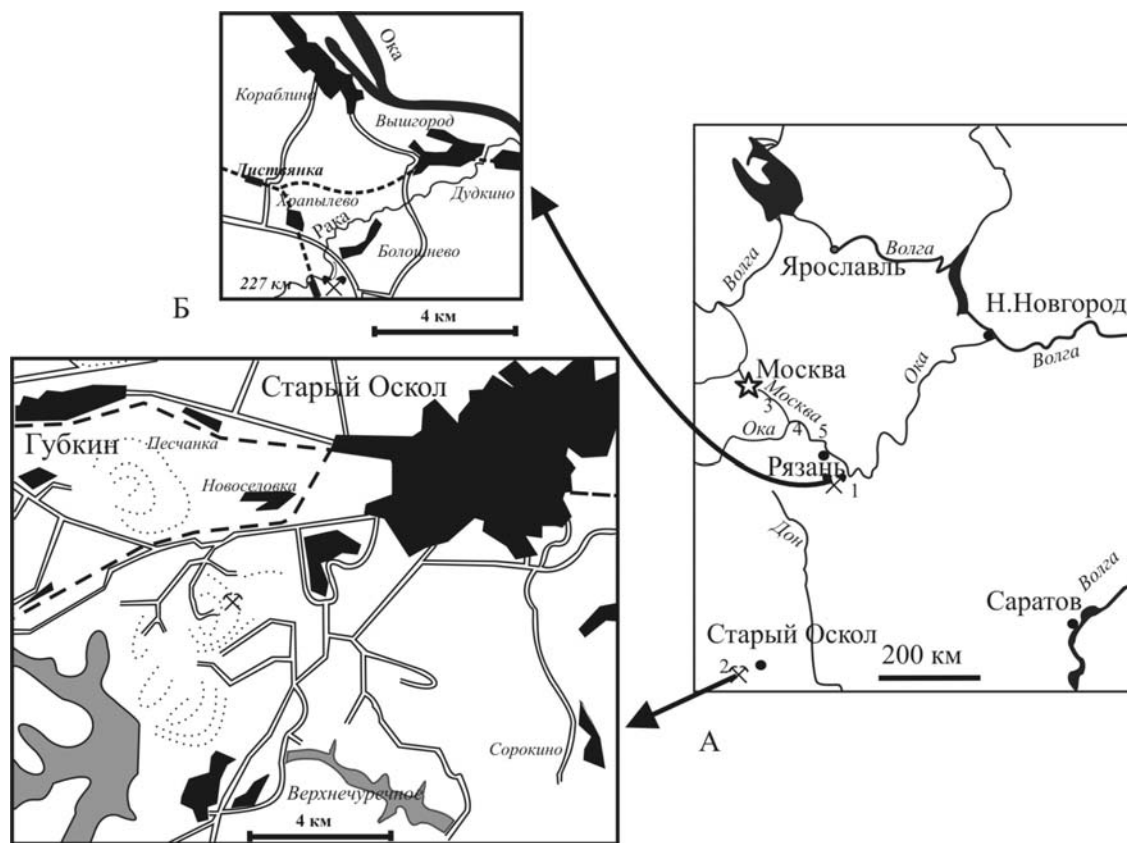 Ока
Кораблино
Вышгород
Листвянка
Храпылево
Дудкино
Рака
Болошнево
227 км
Б
4 км
Старый Оскол
Губкин
Песчанка
Новоселовка
Сорокино
Верхнечуречное
4 км
Волга
Ярославль
Волга
Н.Новгород
Волга
Ока
Москва
3
Москва
Ока
4
5
Рязань
1
Дон
Волга
Саратов
Старый Оскол
2
200 км
А